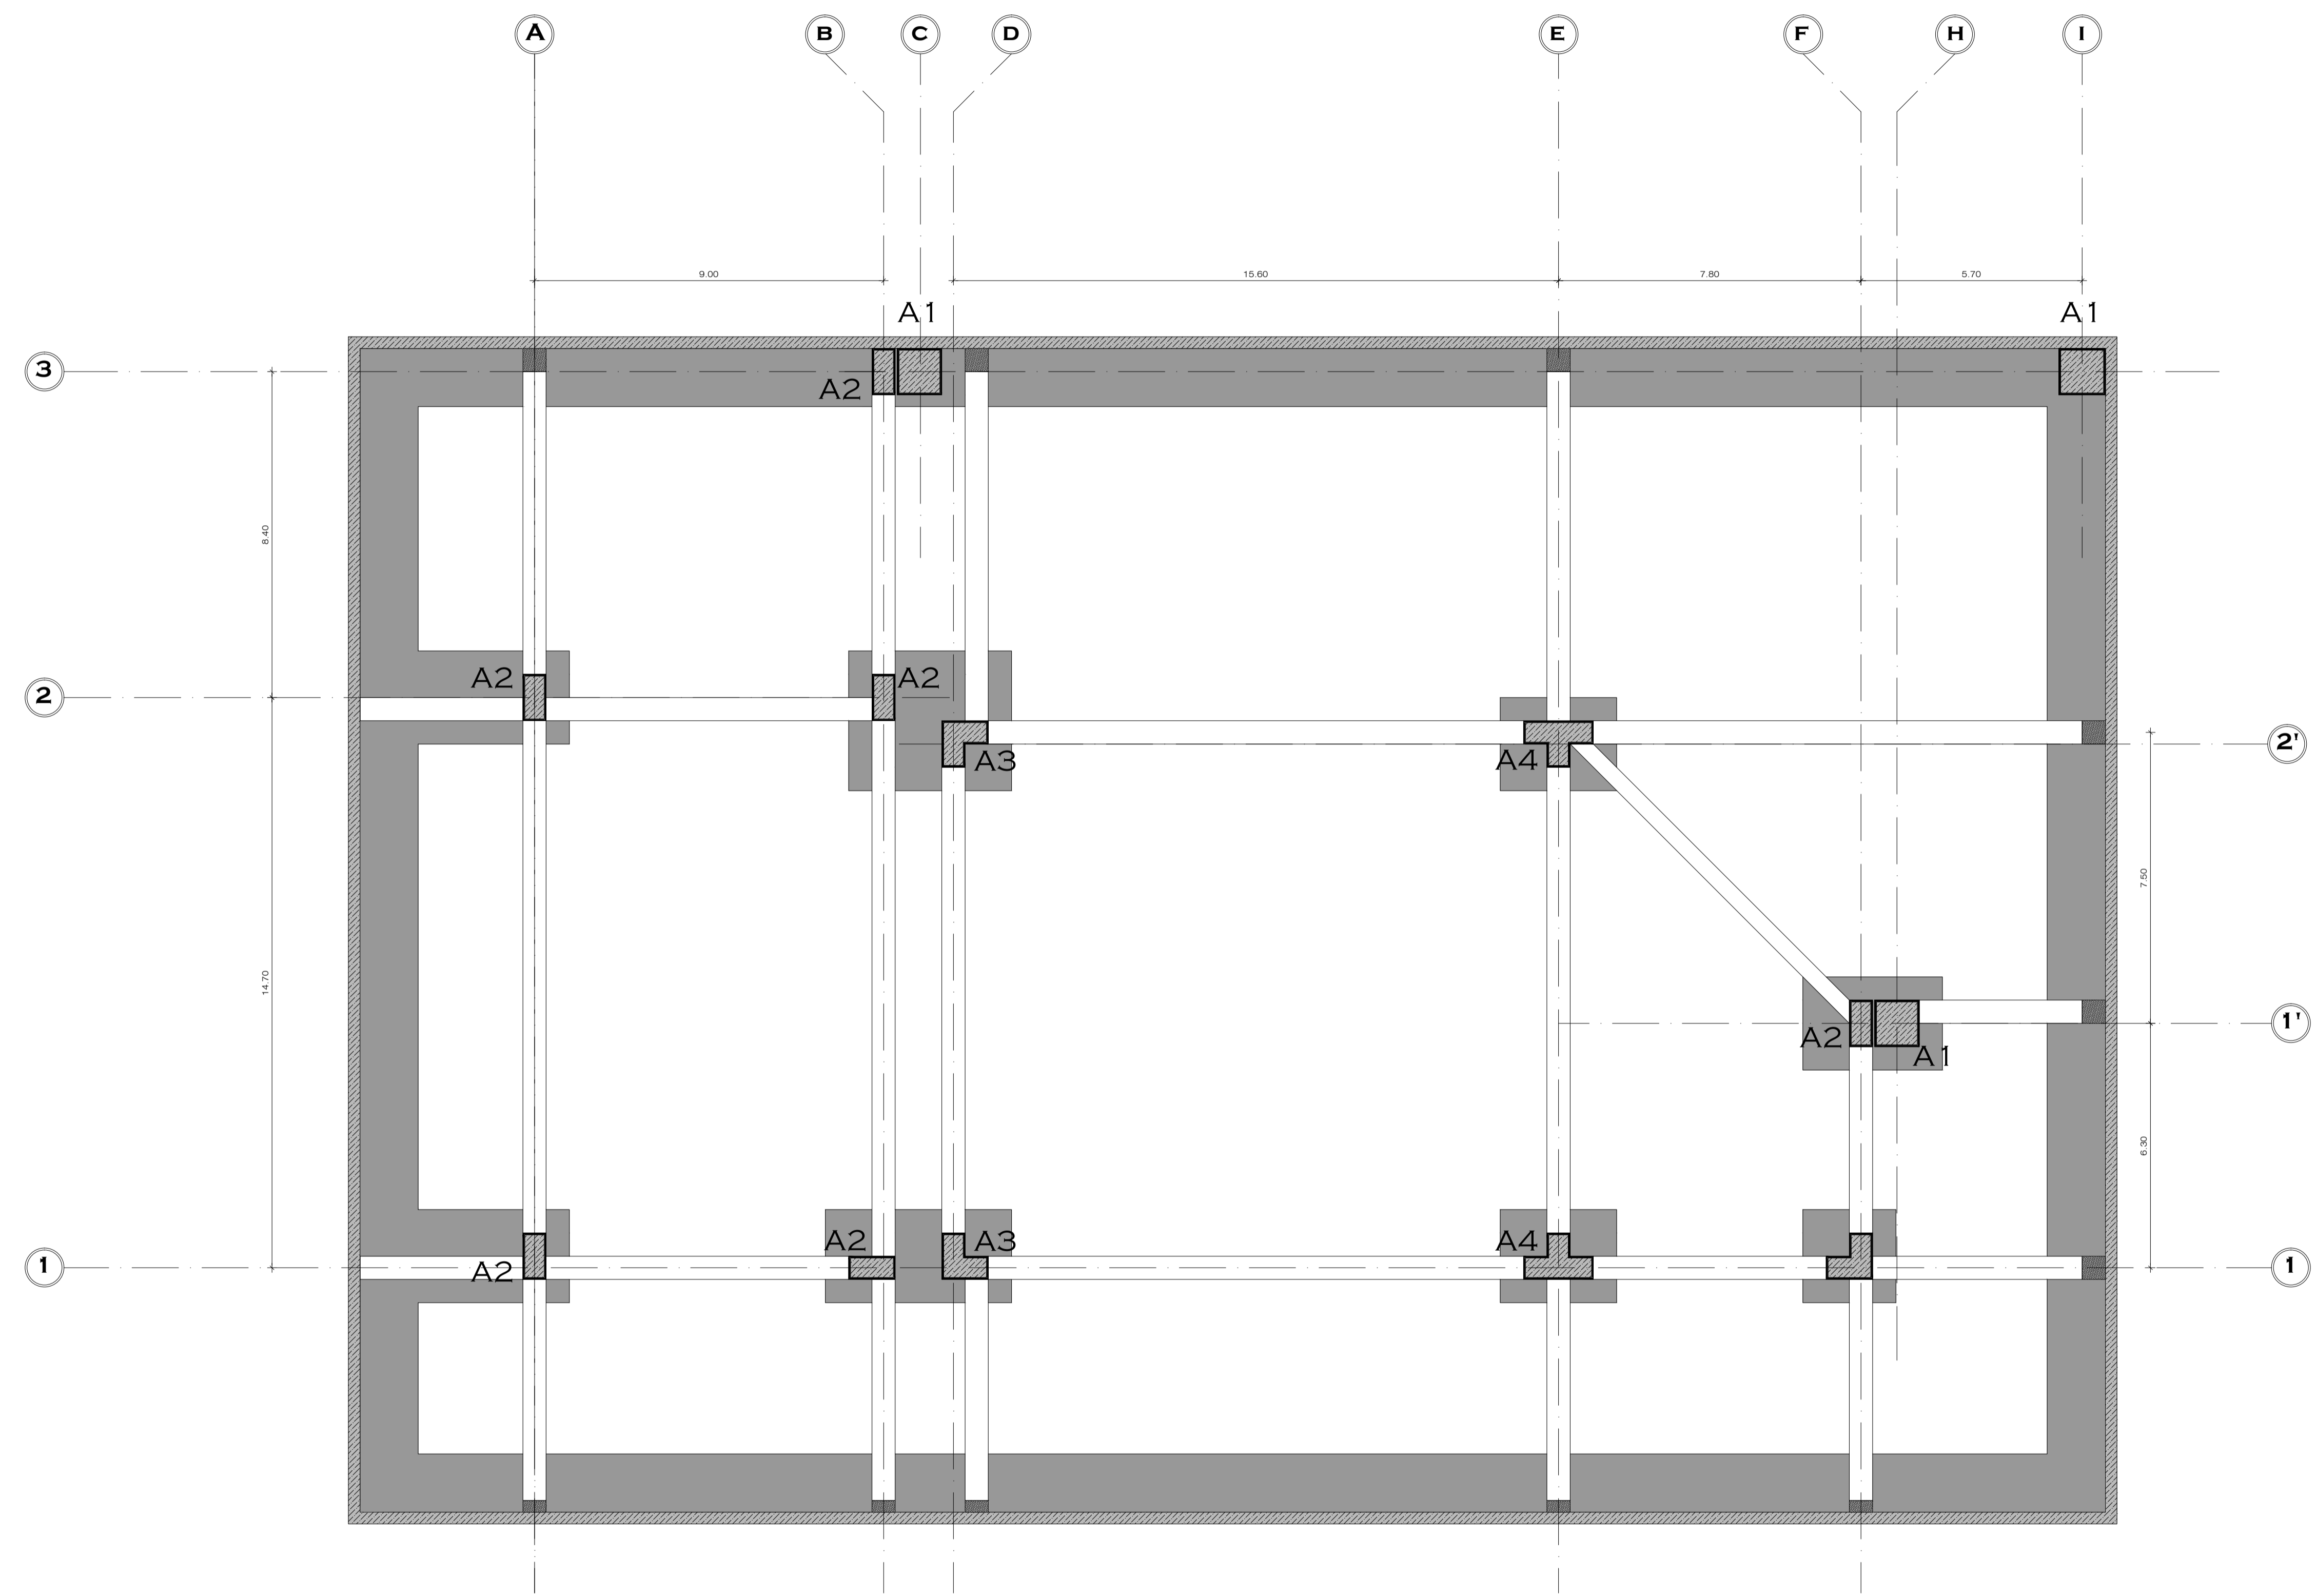 A B C D E F H I
9.00 15.60 7.80 5.70
A1 A1
3
A2
8.40
A2 A2
2
2'
A3 A4
7.50
14.70
1'
A2
A1
6.30
A2 A3 A4
1 1
A2